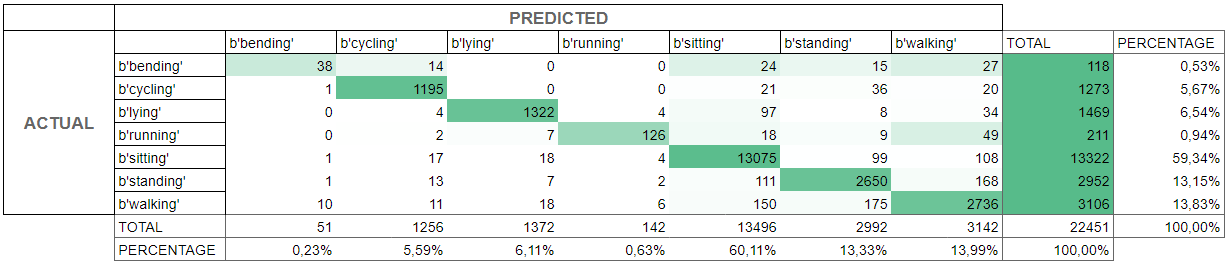 PREDICTED
b'bending' b'cycling' b'lying' b'running' b'sitting' b'standing' b'walking' TOTAL PERCENTAGE
ACTUAL
b'bending' 38 14 0 0 24 15 27 118 0,53%
b'cycling' 1 1195 0 0 21 36 20 1273 5,67%
b'lying' 0 4 1322 4 97 8 34 1469 6,54%
b'running' 0 2 7 126 18 9 49 211 0,94%
b'sitting' 1 17 18 4 13075 99 108 13322 59,34%
b'standing' 1 13 7 2 111 2650 168 2952 13,15%
b'walking' 10 11 18 6 150 175 2736 3106 13,83%
TOTAL 51 1256 1372 142 13496 2992 3142 22451 100,00%
PERCENTAGE 0,23% 5,59% 6,11% 0,63% 60,11% 13,33% 13,99% 100,00%